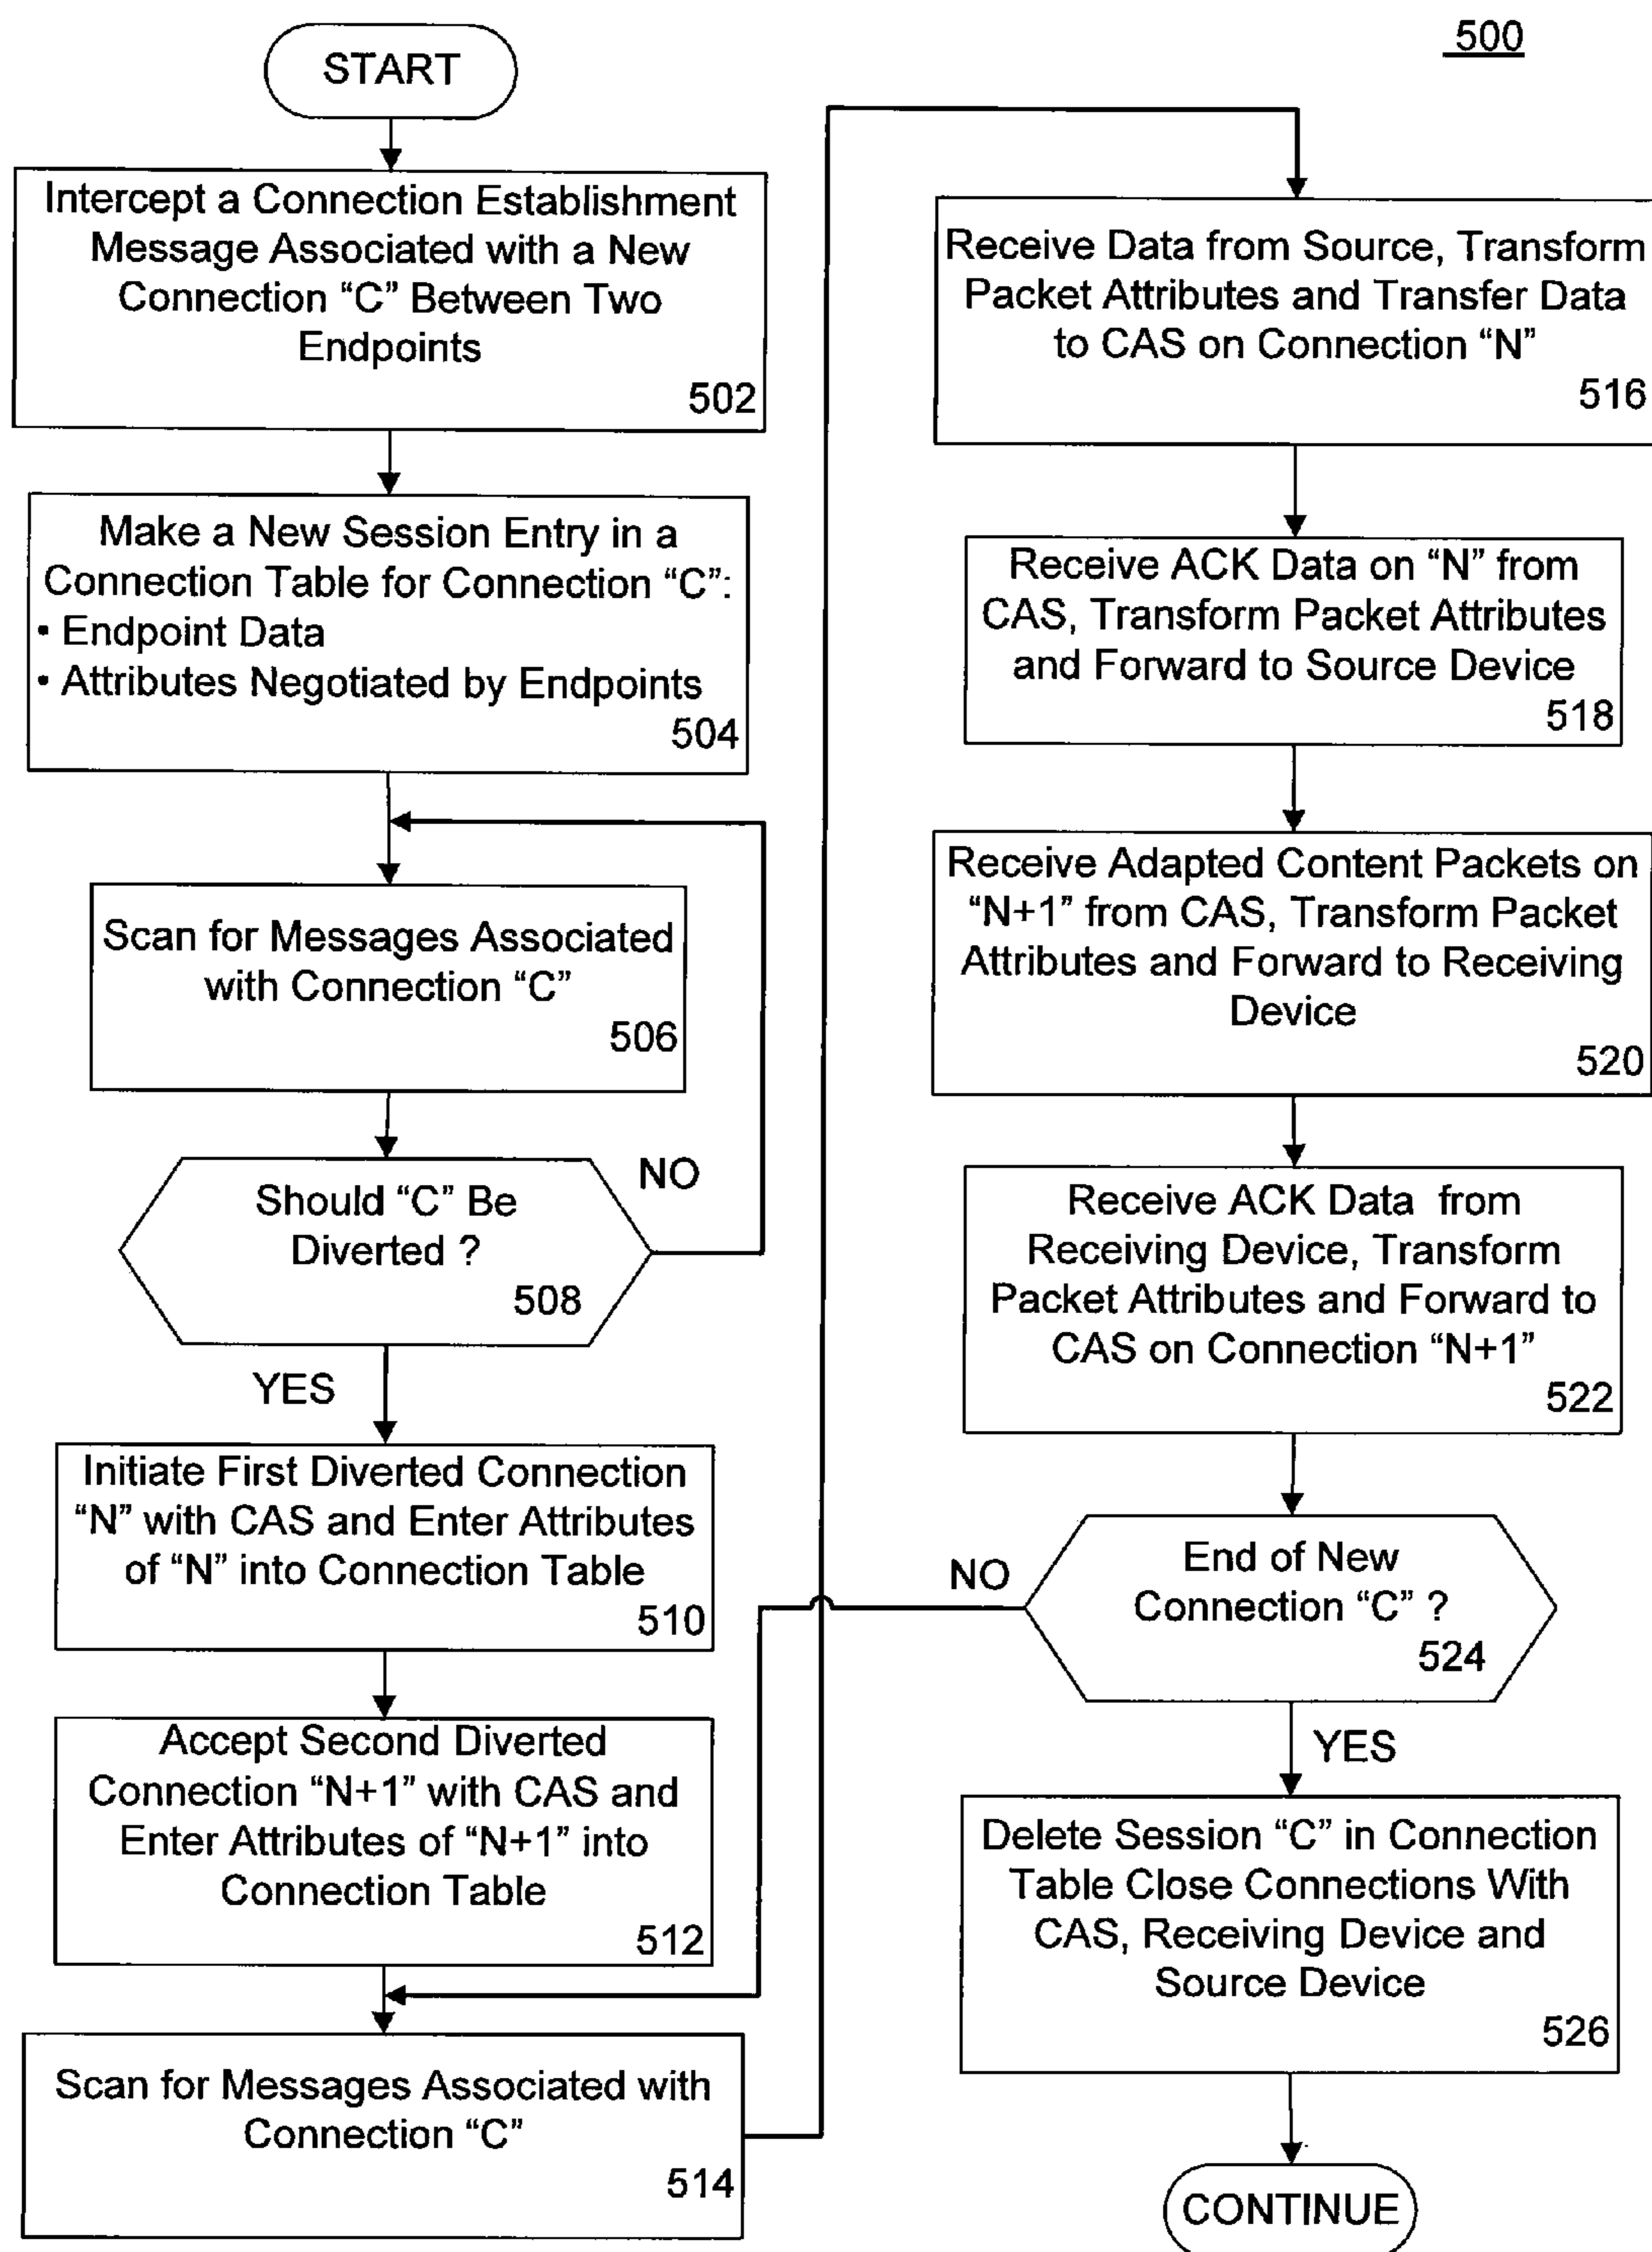 500
START
Intercept a Connection Establishment
Message Associated with a New
Connection “C” Between Two
Endpoints
502
Make a New Session Entry in a
Connection Table for Connection “C”:
• Endpoint Data
• Attributes Negotiated by Endpoints
504
Scan for Messages Associated
with Connection “C”
506
Should “C” Be
Diverted ?
508
NO
YES
Initiate First Diverted Connection
“N” with CAS and Enter Attributes
of “N” into Connection Table
510
Accept Second Diverted
Connection “N+1” with CAS and
Enter Attributes of “N+1” into
Connection Table
512
Scan for Messages Associated with
Connection “C”
514
Receive Data from Source, Transform
Packet Attributes and Transfer Data
to CAS on Connection “N”
516
Receive ACK Data on “N” from
CAS, Transform Packet Attributes
and Forward to Source Device
518
Receive Adapted Content Packets on
“N+1” from CAS, Transform Packet
Attributes and Forward to Receiving
Device
520
Receive ACK Data from
Receiving Device, Transform
Packet Attributes and Forward to
CAS on Connection “N+1”
522
End of New
Connection “C” ?
524
NO
YES
Delete Session “C” in Connection
Table Close Connections With
CAS, Receiving Device and
Source Device
526
CONTINUE